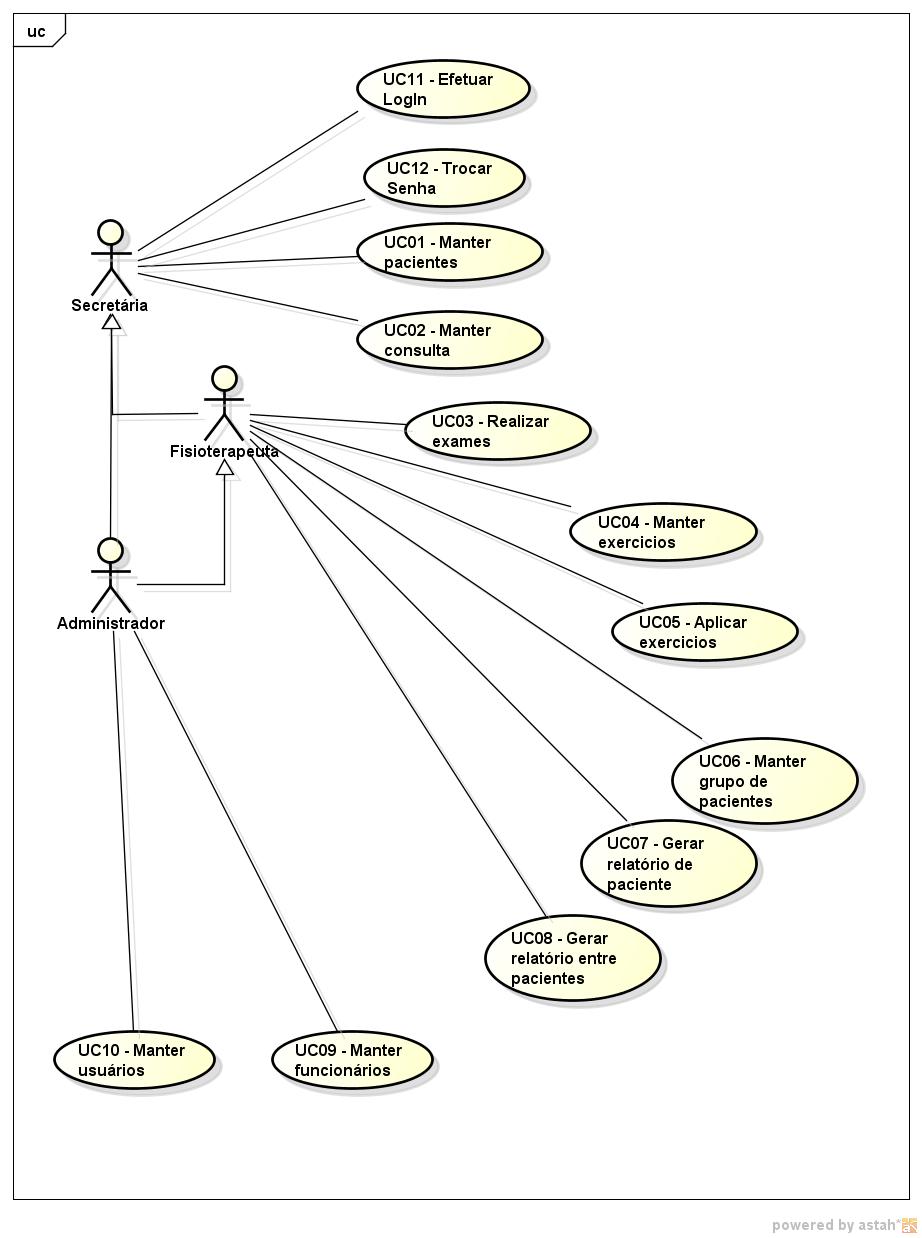 uc
UC11 - Efetuar
LogIn
UC12 - Trocar
Senha
UC01 - Manter
pacientes
Secretária
UC02 - Manter
consulta
UC03 - Realizar
exames
Fisioterapeuta
UC04 - Manter
exercicios
UC05 - Aplicar
exercicios
Administrador
UC06 - Manter
grupo de
pacientes
UC07 - Gerar
relatório de
paciente
UC08 - Gerar
relatório entre
pacientes
UC10 - Manter
usuários
UC09 - Manter
funcionários
powered by astah*